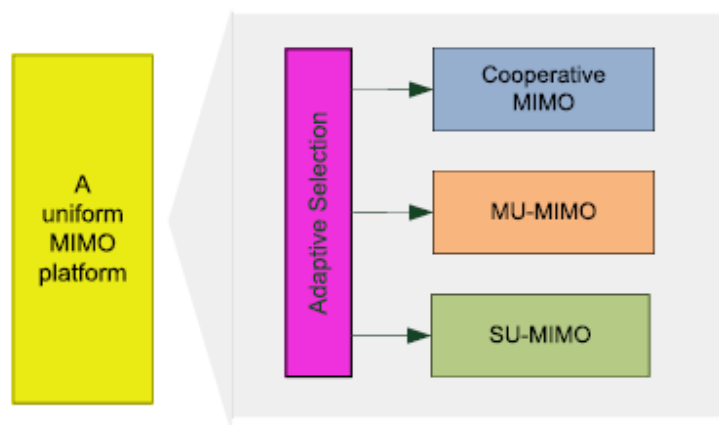 A
uniform
MIMO
platform
Adaptive Selection
Cooperative
MIMO
MU-MIMO
SU-MIMO